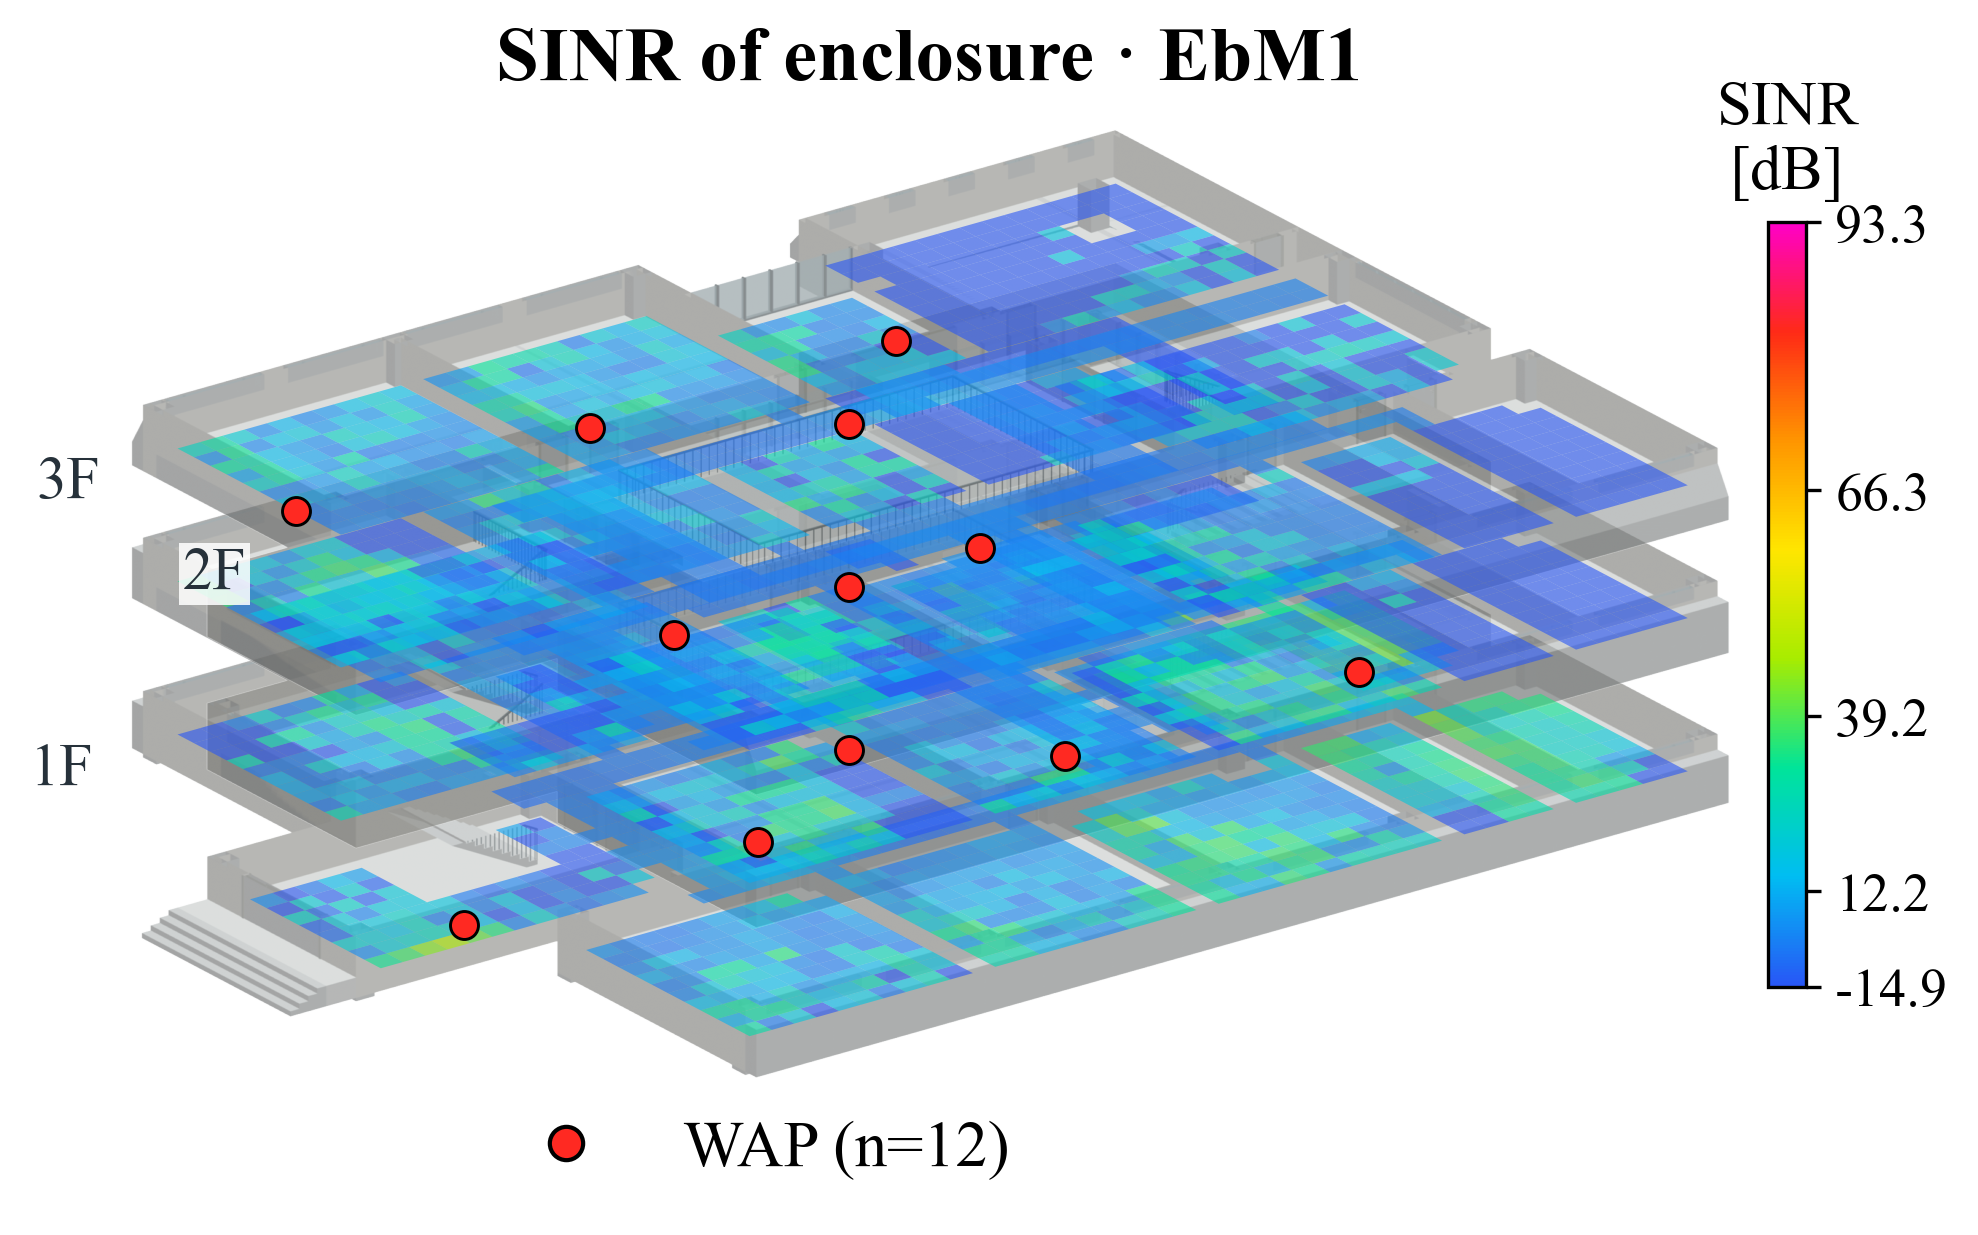 SINR of enclosure · EbM1
SINR
[dB]
93.3
66.3
39.2
12.2
-14.9
3F
2F
1F
WAP (n=12)